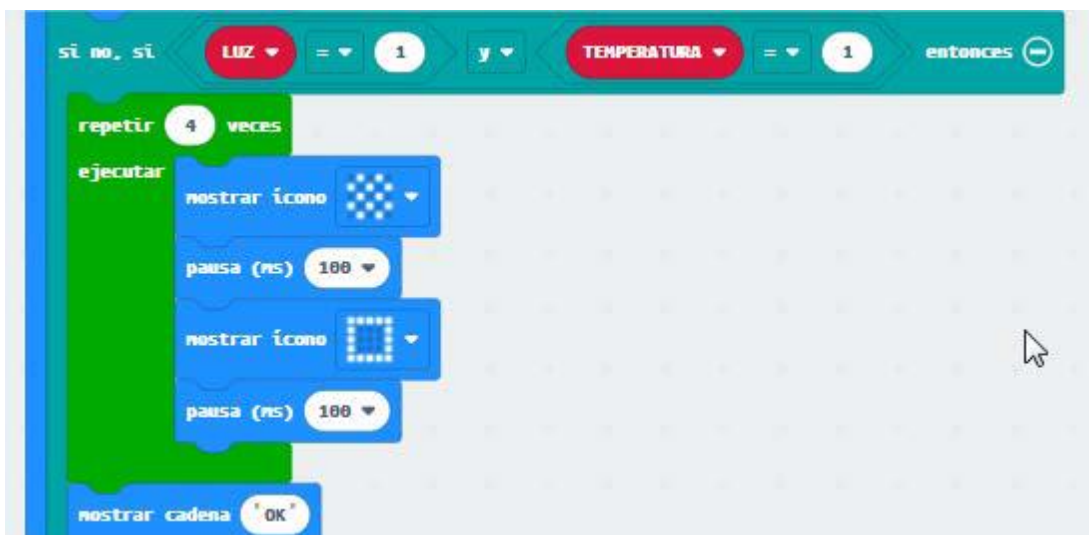 si no, si LUZ = 1 y TEMPERATURA = 1 entonces
repetir 4 veces
ejecutar
mostrar ícono
pausa (ms) 100
mostrar ícono
pausa (ms) 100
mostrar cadena "OK"